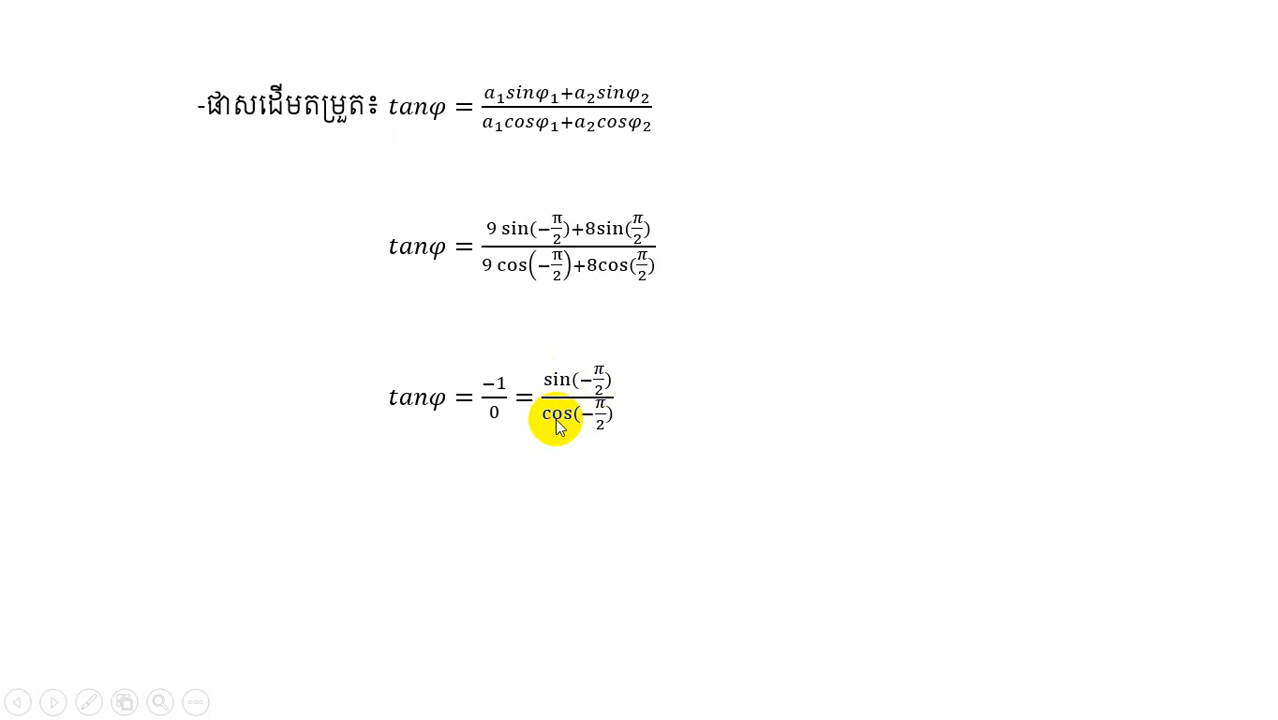 -ផាសដើមតម្រួត៖ tanφ = (a₁sinφ₁+a₂sinφ₂)/(a₁cosφ₁+a₂cosφ₂)
tanφ = (9 sin(−π/2)+8sin(π/2))/(9 cos(−π/2)+8cos(π/2))
tanφ = −1/0 = sin(−π/2)/cos(−π/2)